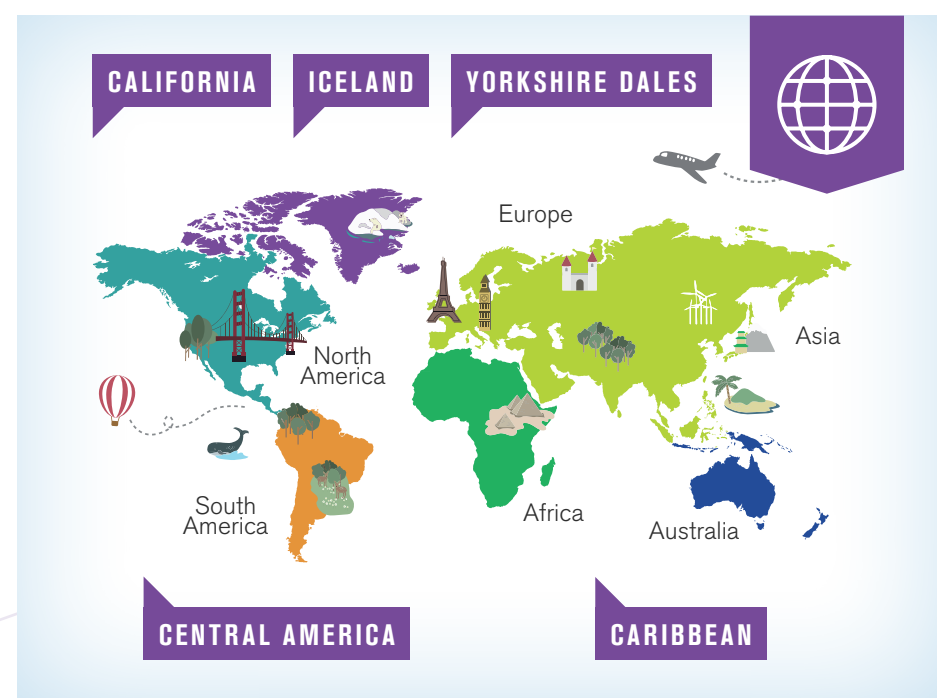 CALIFORNIA
ICELAND
YORKSHIRE DALES
Europe
Asia
North
America
South
America
Africa
Australia
CENTRAL AMERICA
CARIBBEAN